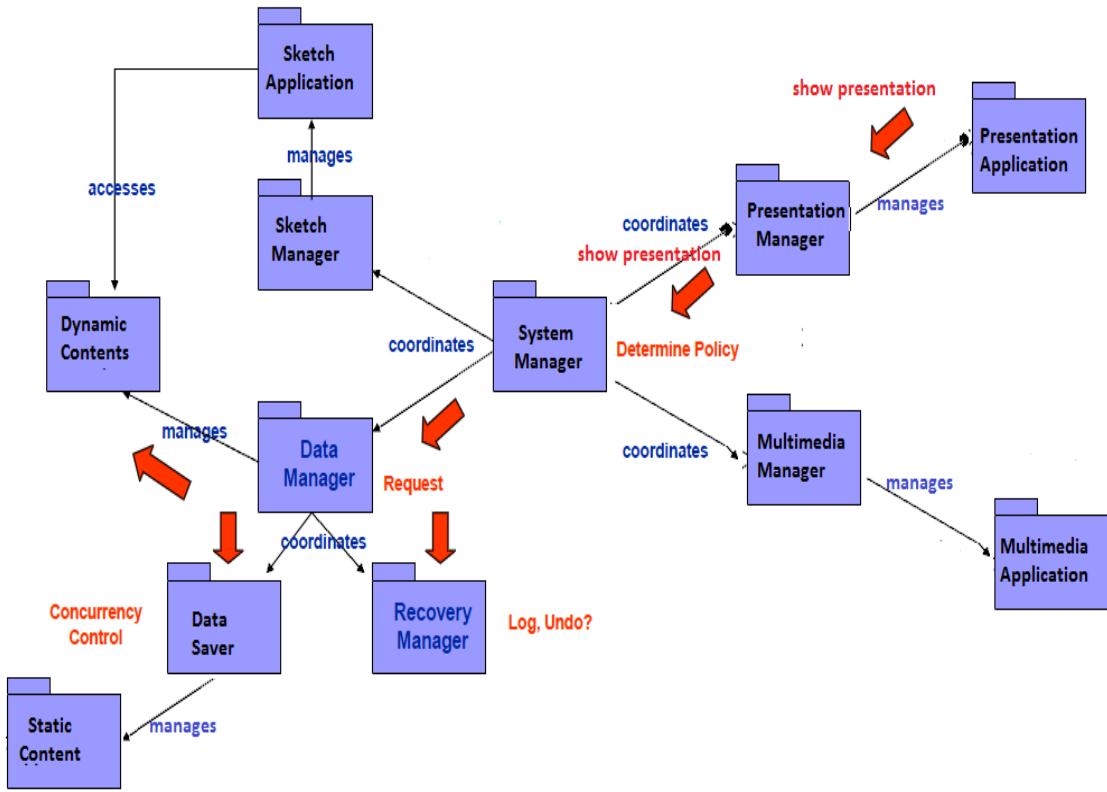 Sketch
Application
show presentation
Presentation
Application
manages
accesses
Sketch
Manager
coordinates
Presentation
Manager
manages
show presentation
Dynamic
Contents
coordinates
System
Manager
Determine Policy
manages
Data
Manager
Request
coordinates
Multimedia
Manager
manages
coordinates
Multimedia
Application
Concurrency
Control
Data
Saver
Recovery
Manager
Log, Undo?
Static
Content
manages